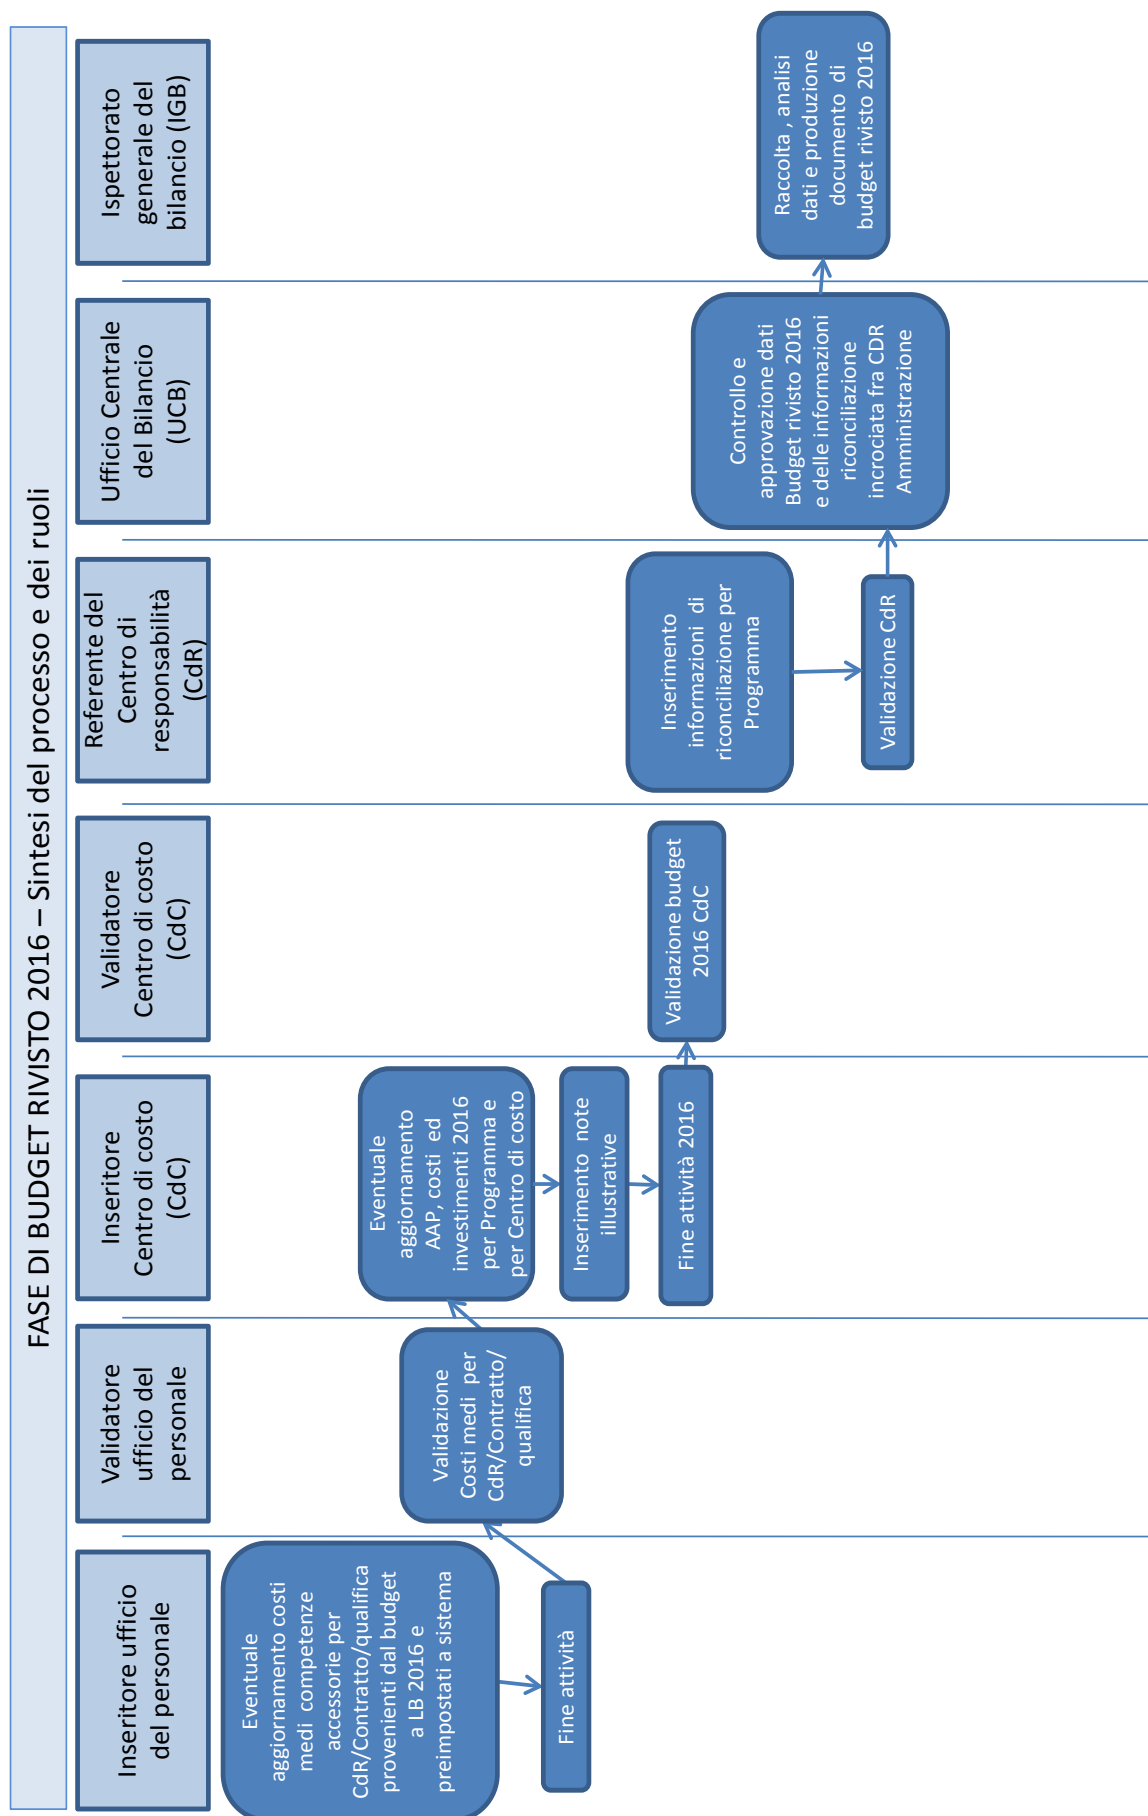 FASE DI BUDGET RIVISTO 2016 – Sintesi del processo e dei ruoli
Inseritore ufficio
del personale
Validatore
ufficio del
personale
Inseritore
Centro di costo
(CdC)
Validatore
Centro di costo
(CdC)
Referente del
Centro di
responsabilità
(CdR)
Ufficio Centrale
del Bilancio
(UCB)
Ispettorato
generale del
bilancio (IGB)
Eventuale
aggiornamento costi
medi competenze
accessorie per
CdR/Contratto/qualifica
provenienti dal budget
a LB 2016 e
preimpostati a sistema
Fine attività
Validazione
Costi medi per
CdR/Contratto/
qualifica
Eventuale
aggiornamento
AAP, costi ed
investimenti 2016
per Programma e
per Centro di costo
Inserimento note
illustrative
Fine attività 2016
Validazione budget
2016 CdC
Inserimento
informazioni di
riconciliazione per
Programma
Validazione CdR
Controllo e
approvazione dati
Budget rivisto 2016
e delle informazioni
riconciliazione
incrociata fra CDR
Amministrazione
Raccolta , analisi
dati e produzione
documento di
budget rivisto 2016